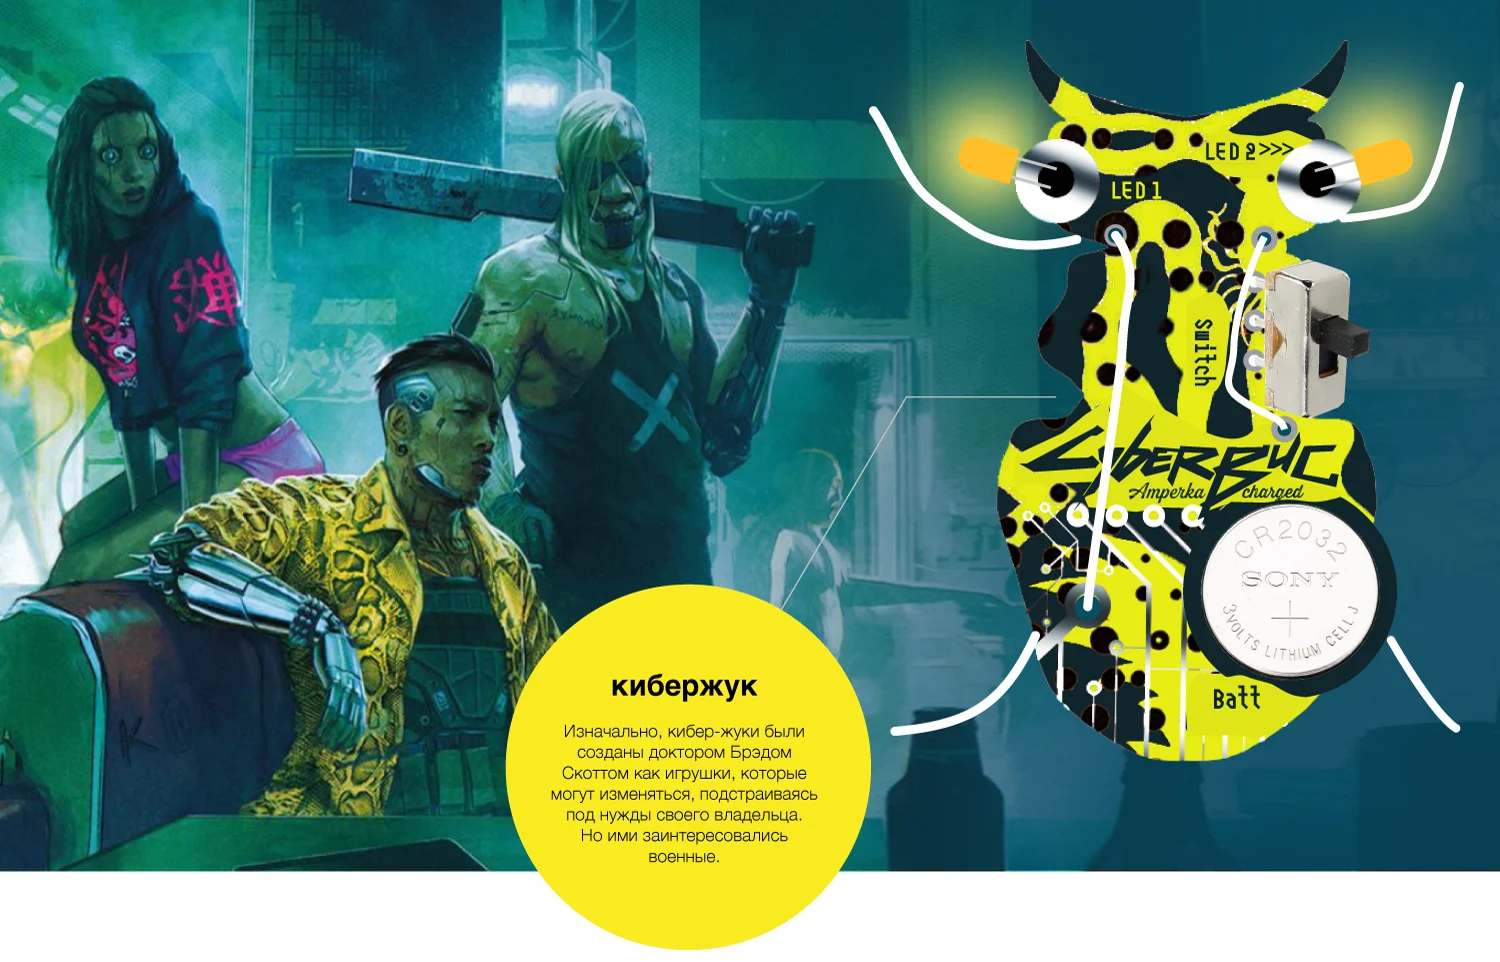 LED 2>>>
LED 1
Switch
CyberBug
Amperka charged
CR2032
SONY
+
3VOLTS LITHIUM CELL J
Batt
кибержук
Изначально, кибер-жуки были
созданы доктором Брэдом
Скоттом как игрушки, которые
могут изменяться, подстраиваясь
под нужды своего владельца.
Но ими заинтересовались
военные.